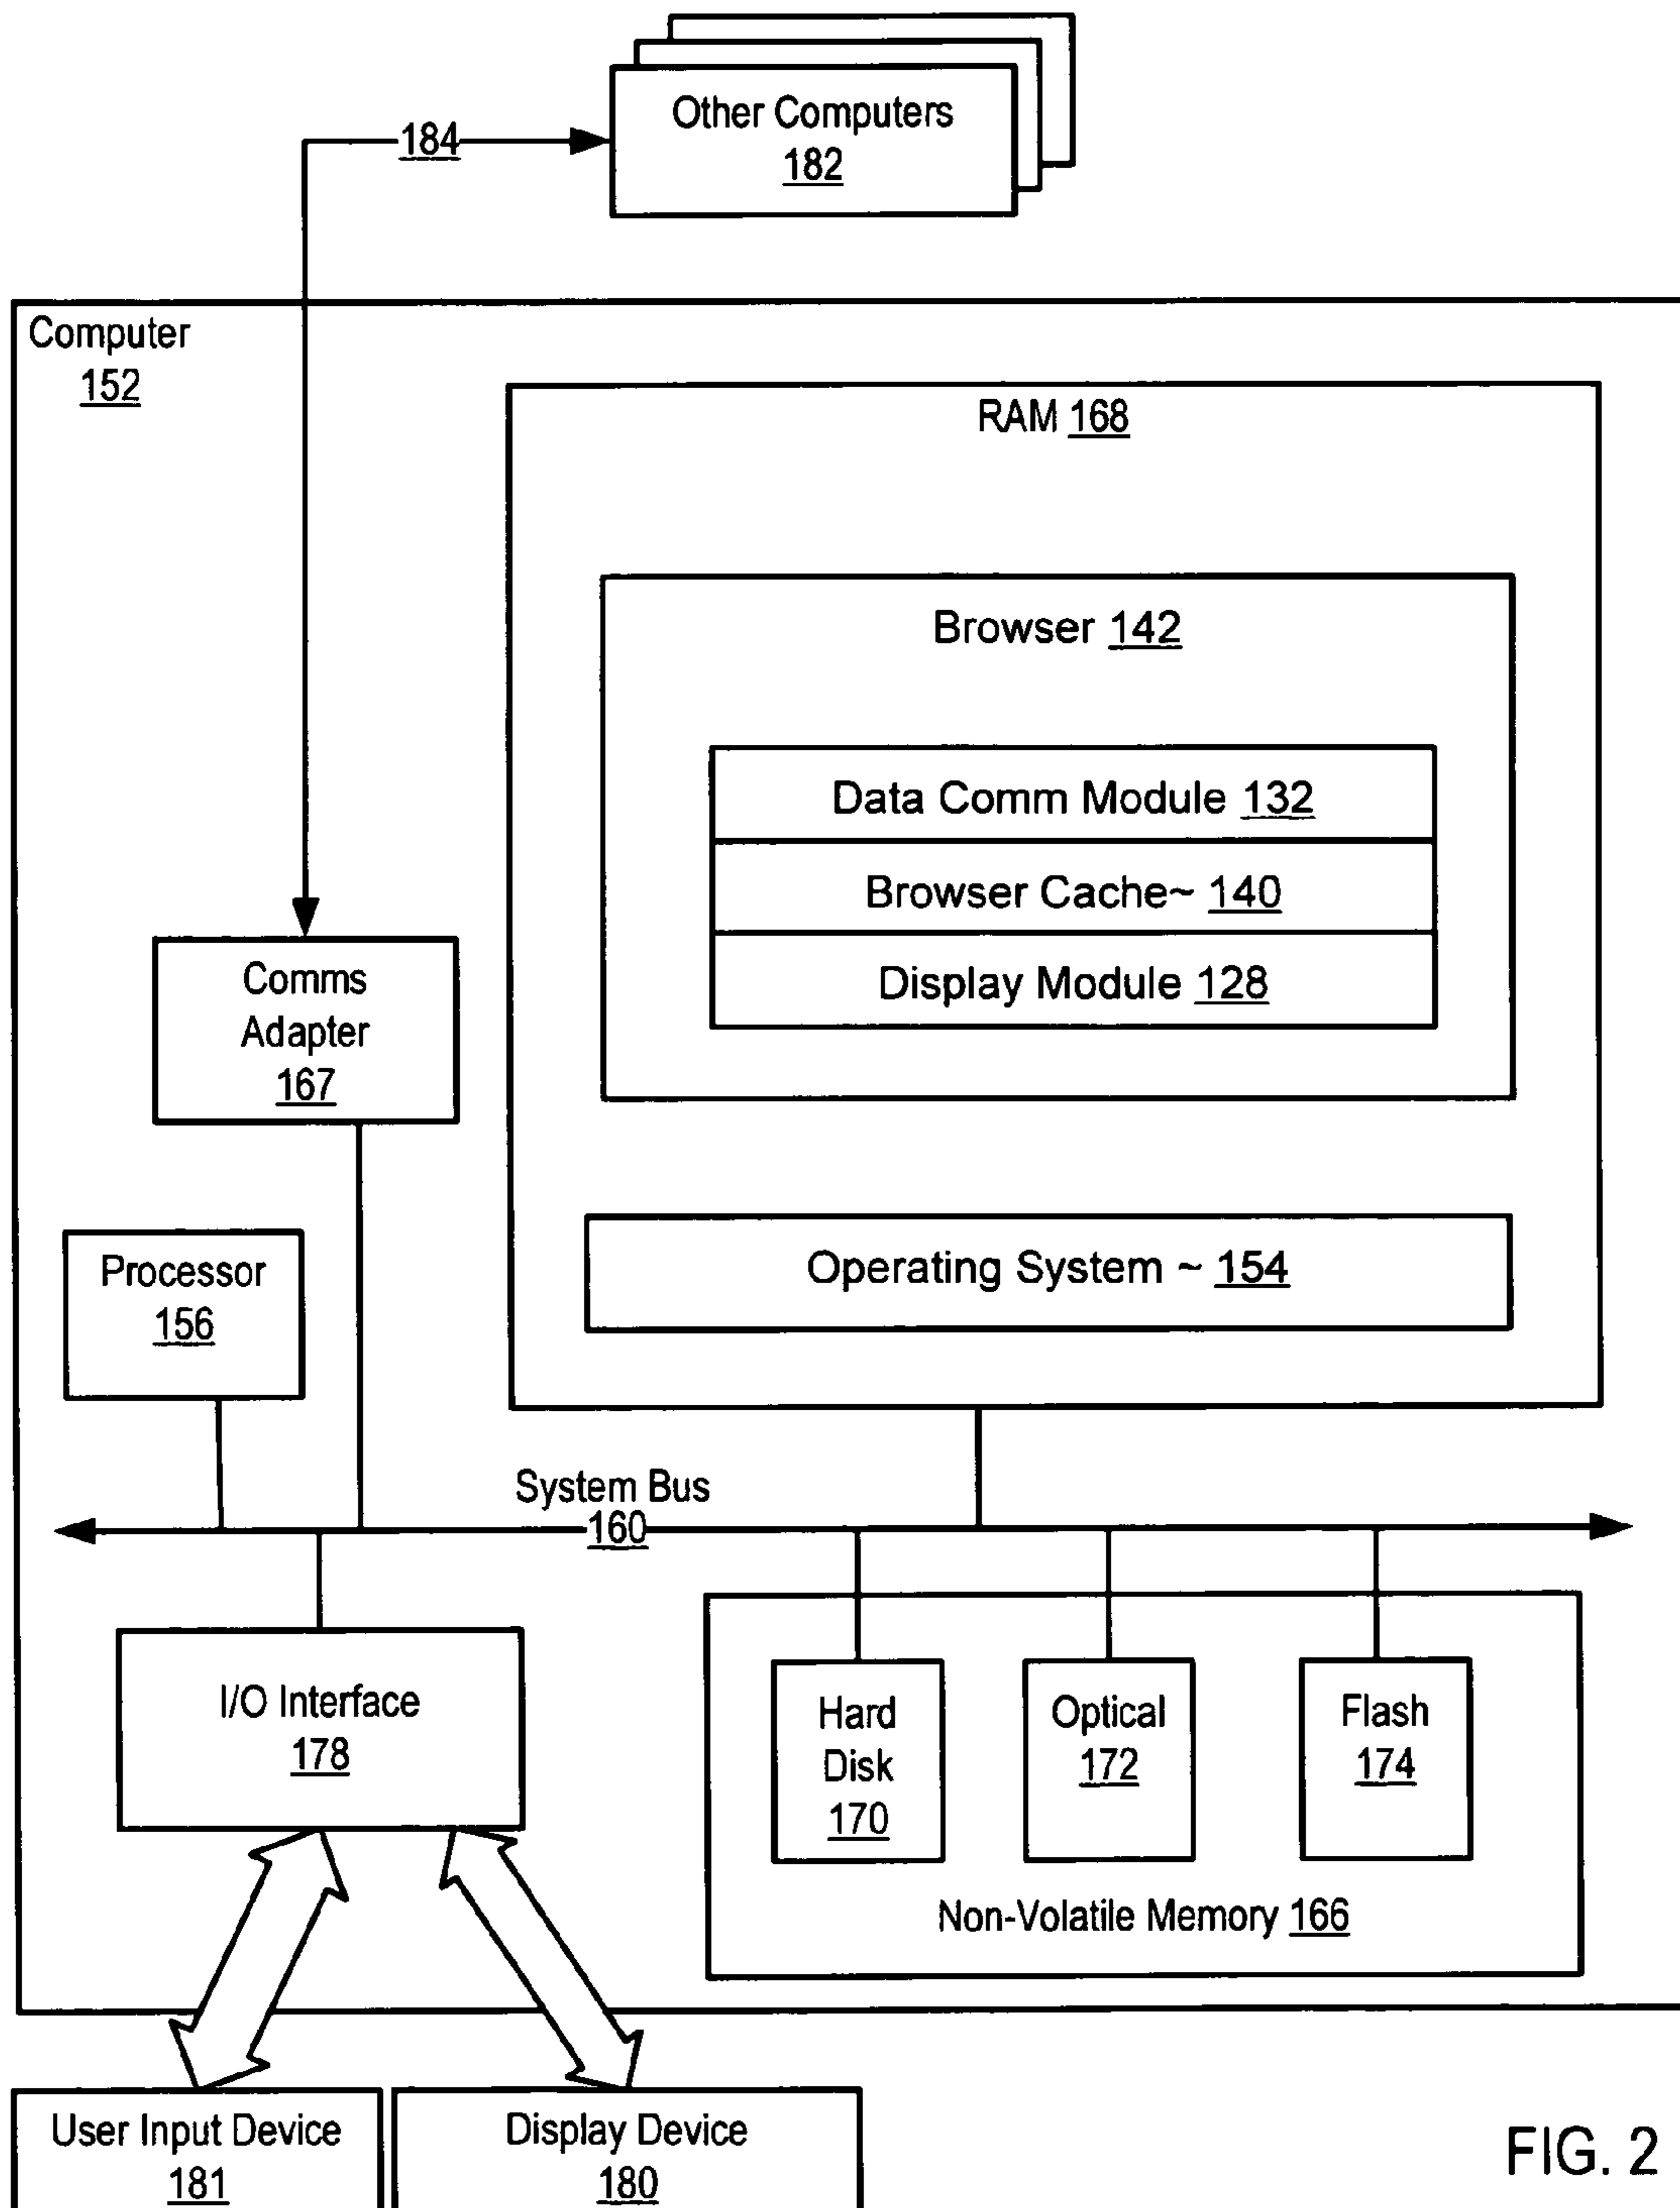 Other Computers
182
184
Computer
152
RAM 168
Browser 142
Data Comm Module 132
Browser Cache~ 140
Display Module 128
Comms
Adapter
167
Operating System ~ 154
Processor
156
System Bus
160
I/O Interface
178
Hard
Disk
170
Optical
172
Flash
174
Non-Volatile Memory 166
User Input Device
181
Display Device
180
FIG. 2